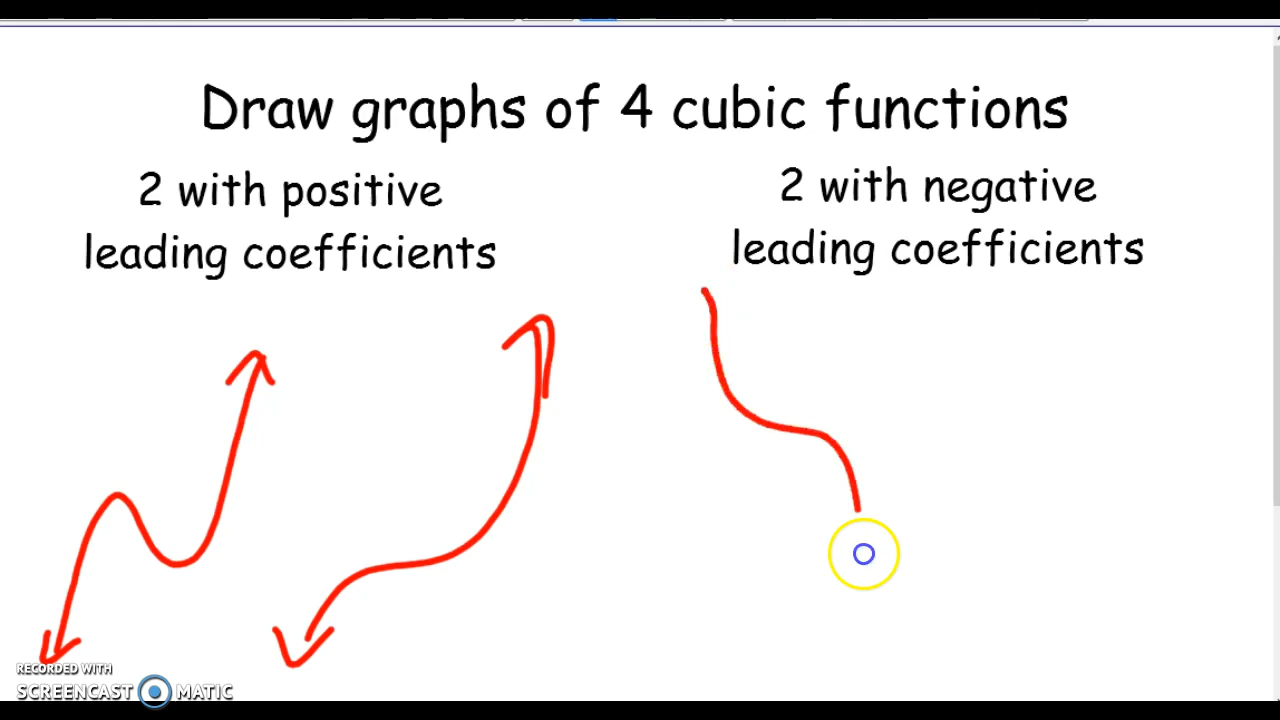 Draw graphs of 4 cubic functions
2 with positive
leading coefficients
2 with negative
leading coefficients
RECORDED WITH
SCREENCAST MATIC